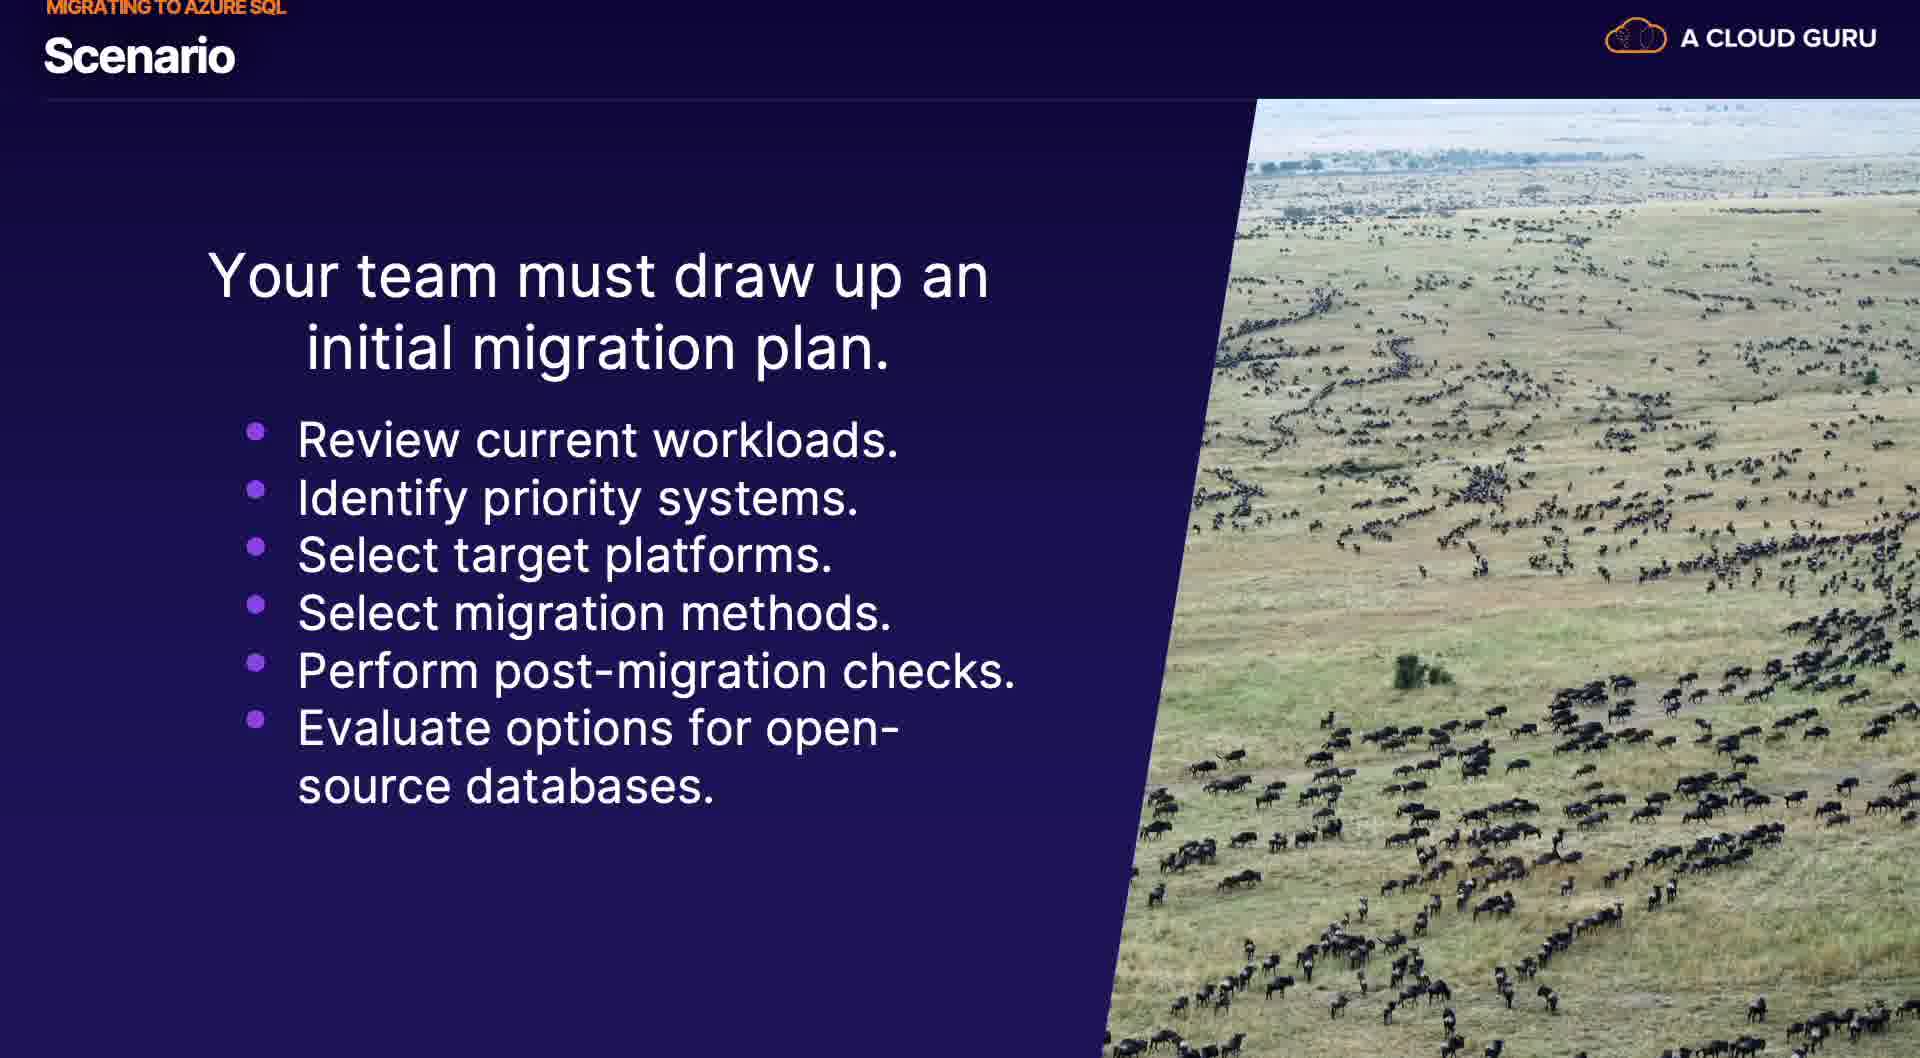 MIGRATING TO AZURE SQL
Scenario
A CLOUD GURU
Your team must draw up an
initial migration plan.
Review current workloads.
Identify priority systems.
Select target platforms.
Select migration methods.
Perform post-migration checks.
Evaluate options for open-
source databases.